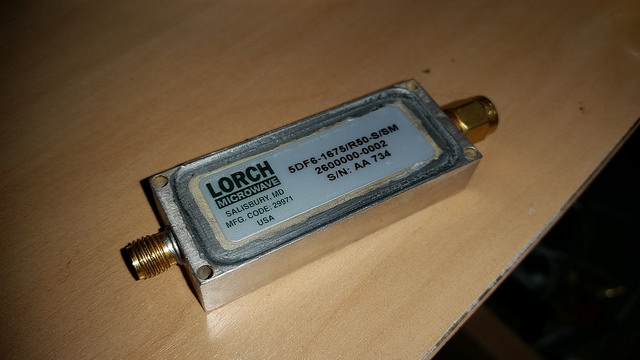 LORCH
MICROWAVE
SALISBURY, MD
MFG. CODE: 29971
USA
5DF6-1675/R50-S/SM
2600000-0002
S/N: AA 734